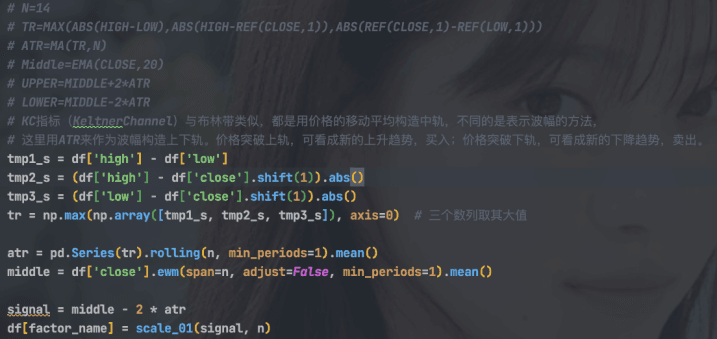 # N=14
# TR=MAX(ABS(HIGH-LOW),ABS(HIGH-REF(CLOSE,1)),ABS(REF(CLOSE,1)-REF(LOW,1)))
# ATR=MA(TR,N)
# Middle=EMA(CLOSE,20)
# UPPER=MIDDLE+2*ATR
# LOWER=MIDDLE-2*ATR
# KC指标（KeltnerChannel）与布林带类似，都是用价格的移动平均构造中轨，不同的是表示波幅的方法，
# 这里用ATR来作为波幅构造上下轨。价格突破上轨，可看成新的上升趋势，买入；价格突破下轨，可看成新的下降趋势，卖出。
tmp1_s = df['high'] - df['low']
tmp2_s = (df['high'] - df['close'].shift(1)).abs()
tmp3_s = (df['low'] - df['close'].shift(1)).abs()
tr = np.max(np.array([tmp1_s, tmp2_s, tmp3_s]), axis=0)  # 三个数列取其大值
atr = pd.Series(tr).rolling(n, min_periods=1).mean()
middle = df['close'].ewm(span=n, adjust=False, min_periods=1).mean()
signal = middle - 2 * atr
df[factor_name] = scale_01(signal, n)